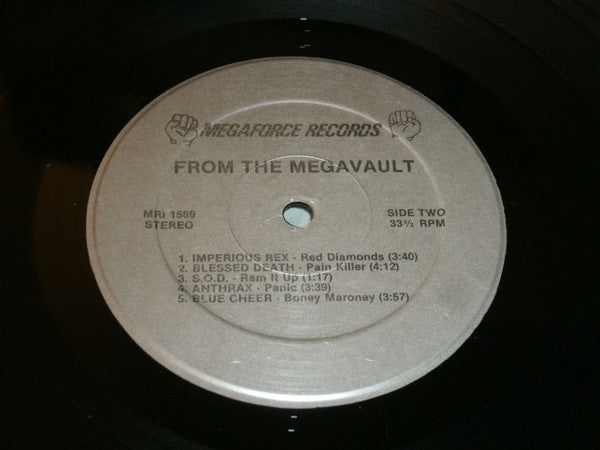 MEGAFORCE RECORDS
FROM THE MEGAVAULT
MRi 1569
STEREO
SIDE TWO
33⅓ RPM
1. IMPERIOUS REX - Red Diamonds (3:40)
2. BLESSED DEATH - Pain Killer (4:12)
3. S.O.D. - Ram It Up (1:17)
4. ANTHRAX - Panic (3:39)
5. BLUE CHEER - Boney Maroney (3:57)